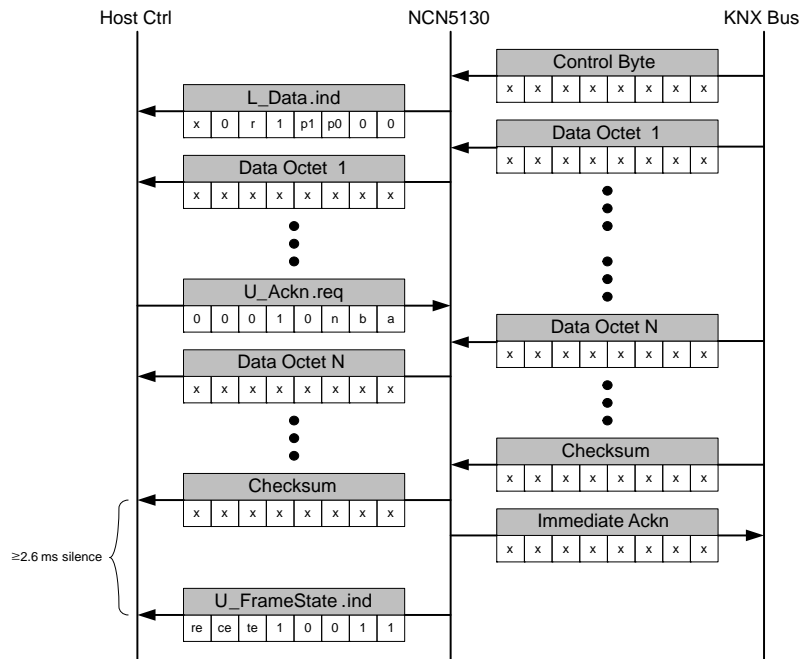 Host Ctrl NCN5130 KNX Bus
Control Byte
x x x x x x x x
L_Data.ind
x 0 r 1 p1 p0 0 0
Data Octet 1
x x x x x x x x
Data Octet 1
x x x x x x x x
U_Ackn.req
0 0 0 1 0 n b a
Data Octet N
x x x x x x x x
Data Octet N
x x x x x x x x
Checksum
x x x x x x x x
Checksum
x x x x x x x x
Immediate Ackn
x x x x x x x x
≥2.6 ms silence
U_FrameState.ind
re ce te 1 0 0 1 1